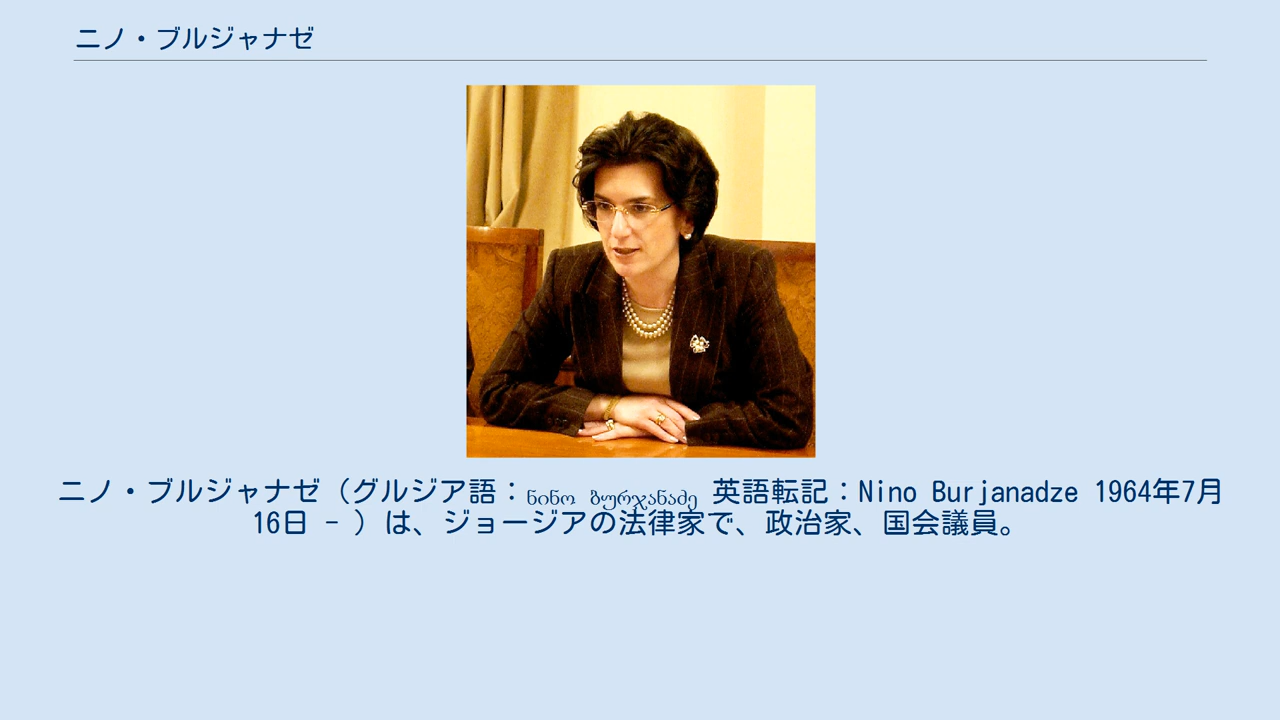 ニノ・ブルジャナゼ
ニノ・ブルジャナゼ（グルジア語：ნინო ბურჯანაძე 英語転記：Nino Burjanadze 1964年7月
16日 - ）は、ジョージアの法律家で、政治家、国会議員。